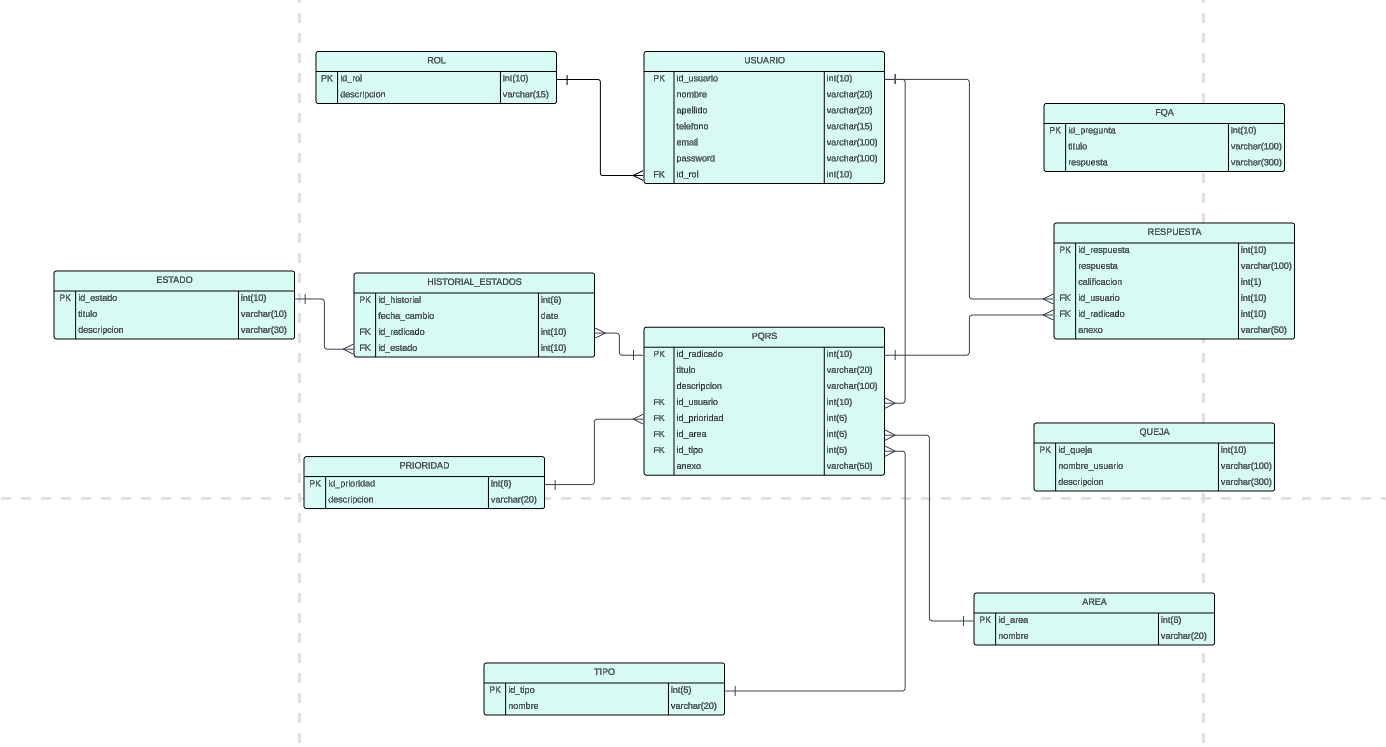 ROL
PK id_rol int(10)
descripcion varchar(15)
USUARIO
PK id_usuario int(10)
nombre varchar(20)
apellido varchar(20)
telefono varchar(15)
email varchar(100)
password varchar(100)
FK id_rol int(10)
FQA
PK id_pregunta int(10)
titulo varchar(100)
respuesta varchar(300)
RESPUESTA
PK id_respuesta int(10)
respuesta varchar(100)
calificacion int(1)
FK id_usuario int(10)
FK id_radicado int(10)
anexo varchar(50)
ESTADO
PK id_estado int(10)
titulo varchar(10)
descripcion varchar(30)
HISTORIAL_ESTADOS
PK id_historial int(6)
fecha_cambio date
FK id_radicado int(10)
FK id_estado int(10)
PQRS
PK id_radicado int(10)
titulo varchar(20)
descripcion varchar(100)
FK id_usuario int(10)
FK id_prioridad int(6)
FK id_area int(6)
FK id_tipo int(5)
anexo varchar(50)
QUEJA
PK id_queja int(10)
nombre_usuario varchar(100)
descripcion varchar(300)
PRIORIDAD
PK id_prioridad int(6)
descripcion varchar(20)
AREA
PK id_area int(6)
nombre varchar(20)
TIPO
PK id_tipo int(5)
nombre varchar(20)